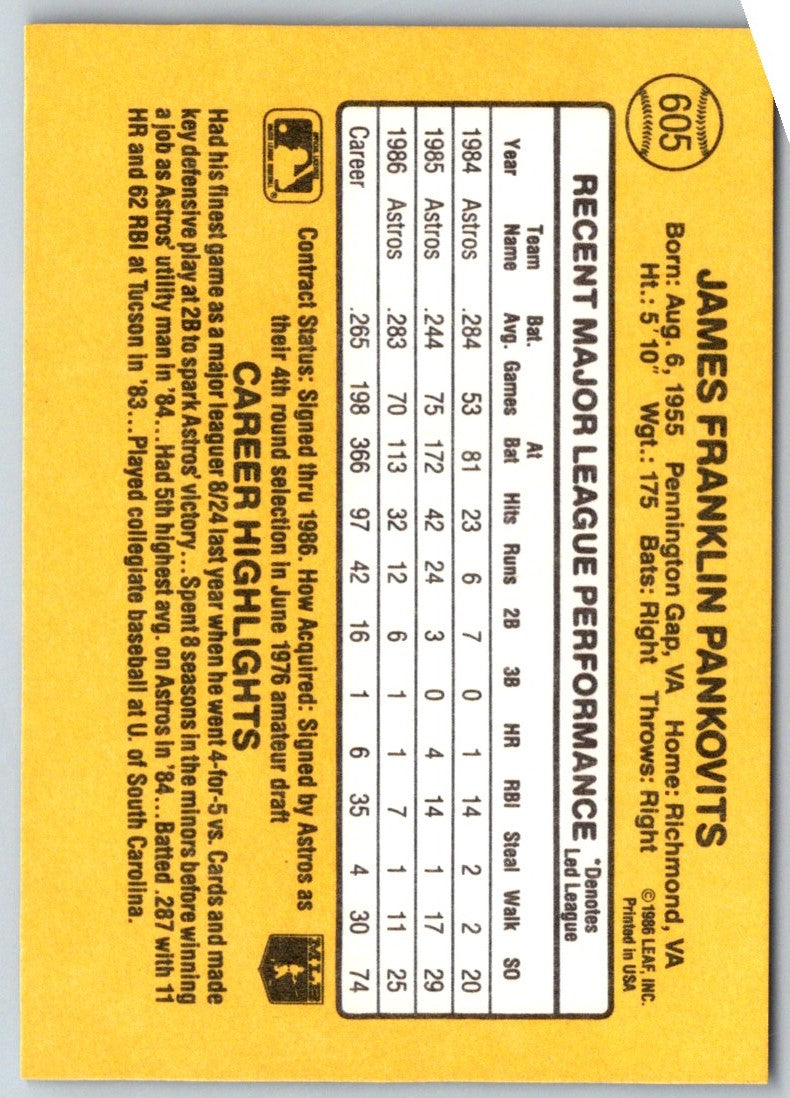 605
JAMES FRANKLIN PANKOVITS
Born: Aug. 6, 1955 Pennington Gap, VA Home: Richmond, VA
Ht.: 5' 10" Wgt.: 175 Bats: Right Throws: Right
© 1986 LEAF, INC.
Printed in USA
RECENT MAJOR LEAGUE PERFORMANCE *Denotes Led League
Year Team Name Bat. Avg. Games At Bat Hits Runs 2B 3B HR RBI Steal Walk SO
1984 Astros .284 53 81 23 6 7 0 1 14 2 2 20
1985 Astros .244 75 172 42 24 3 0 4 14 1 17 29
1986 Astros .283 70 113 32 12 6 1 1 7 1 11 25
Career .265 198 366 97 42 16 1 6 35 4 30 74
Contract Status: Signed thru 1986. How Acquired: Signed by Astros as
their 4th round selection in June 1976 amateur draft
MLB
CAREER HIGHLIGHTS
Had his finest game as a major leaguer 8/24 last year when he went 4-for-5 vs. Cards and made
key defensive play at 2B to spark Astros' victory...Spent 8 seasons in the minors before winning
a job as Astros' utility man in '84...Had 5th highest avg. on Astros in '84...Batted .287 with 11
HR and 62 RBI at Tucson in '83...Played collegiate baseball at U. of South Carolina.